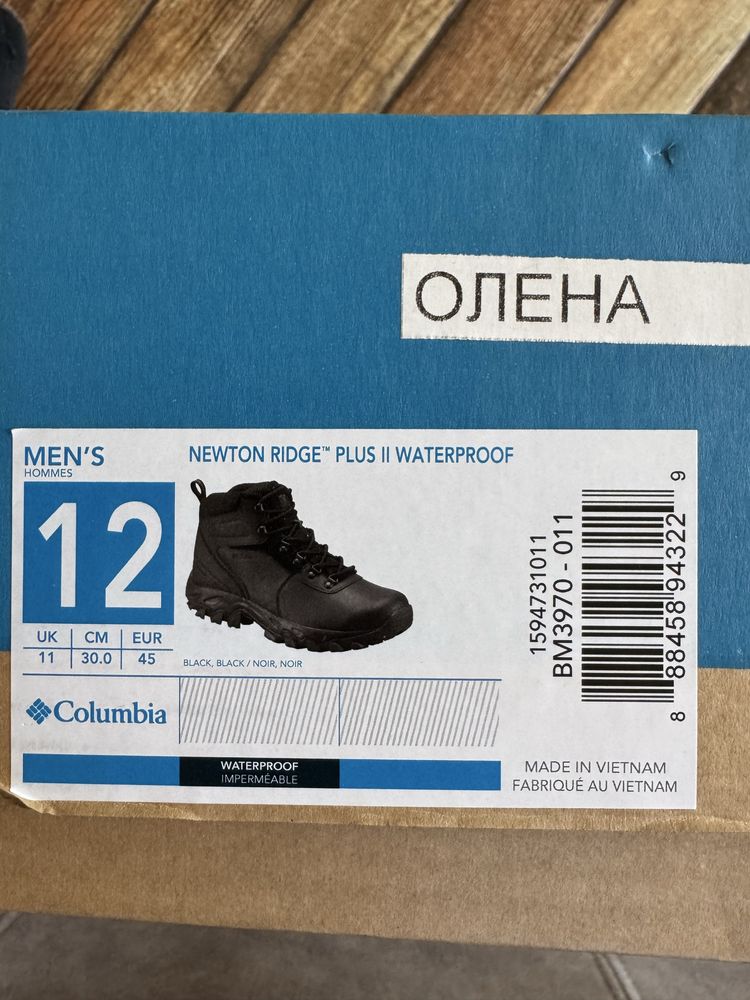 ОЛЕНА
MEN'S
HOMMES
NEWTON RIDGE™ PLUS II WATERPROOF
12
UK CM EUR
11 30.0 45
BLACK, BLACK / NOIR, NOIR
Columbia
WATERPROOF
IMPERMÉABLE
1594731011
BM3970 - 011
8 88458 94322 9
MADE IN VIETNAM
FABRIQUÉ AU VIETNAM